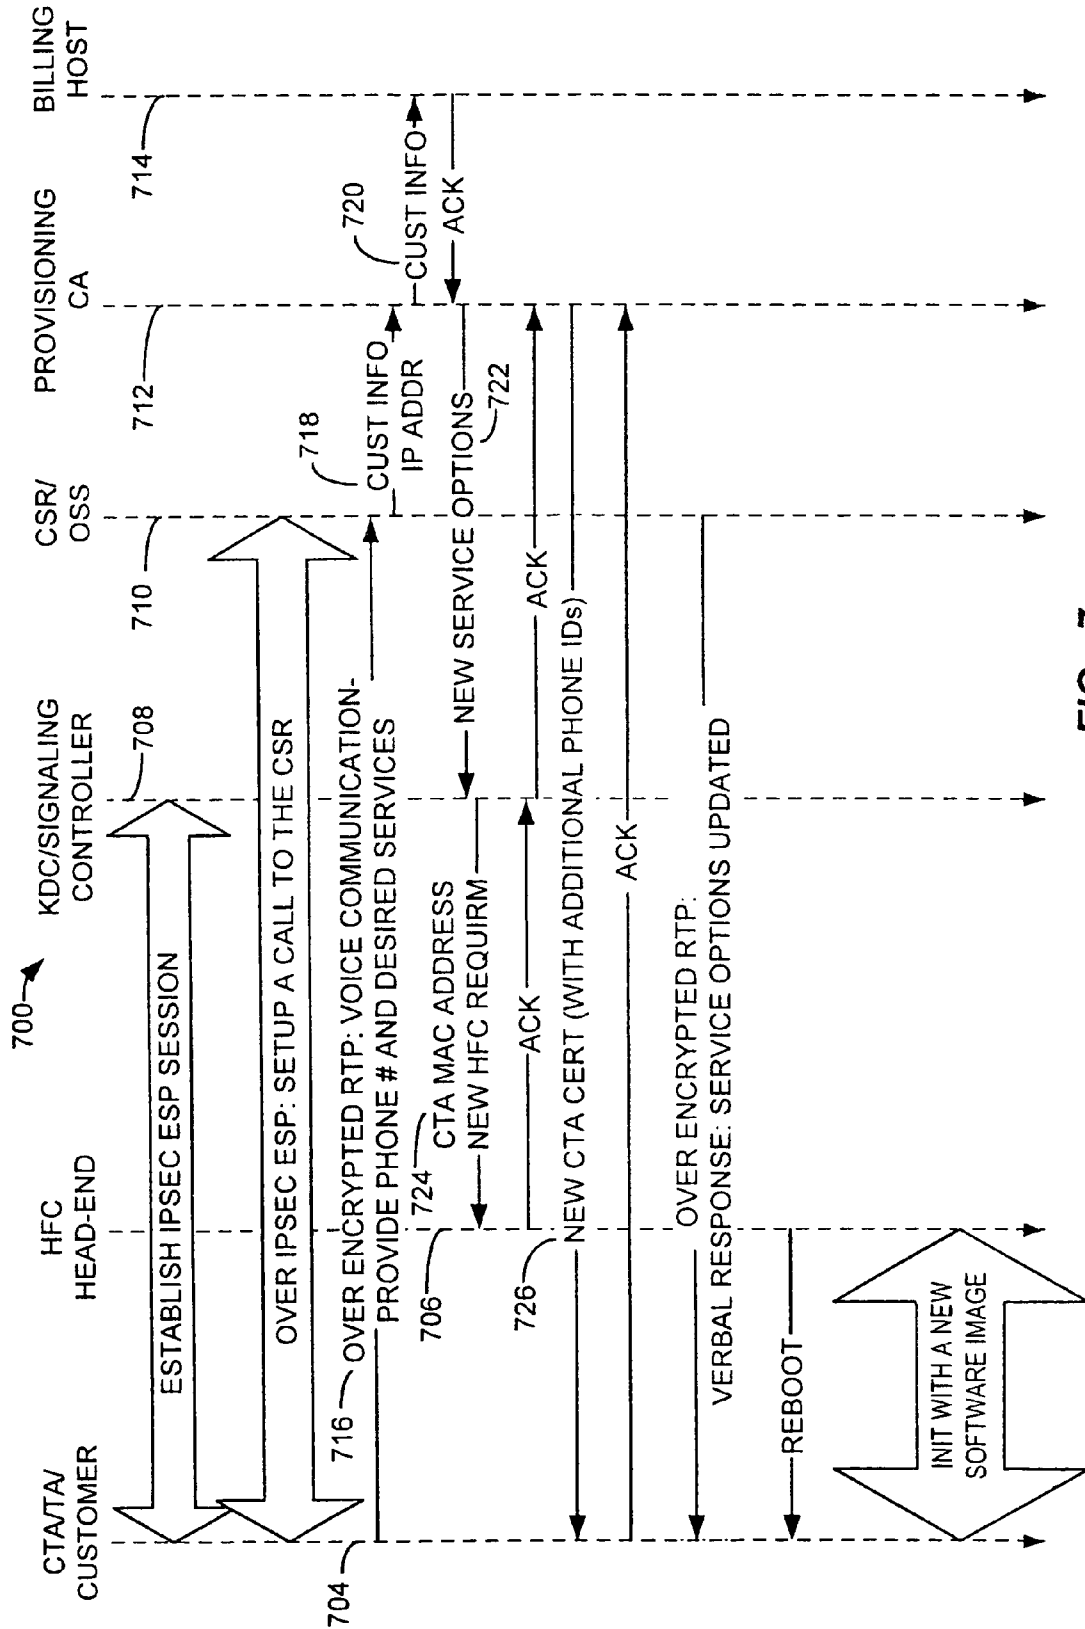 700
CTA/TA/
CUSTOMER
HFC
HEAD-END
KDC/SIGNALING
CONTROLLER
CSR/
OSS
PROVISIONING
CA
BILLING
HOST
704
706
708
710
712
714
ESTABLISH IPSEC ESP SESSION
OVER IPSEC ESP: SETUP A CALL TO THE CSR
716
OVER ENCRYPTED RTP: VOICE COMMUNICATION-
PROVIDE PHONE # AND DESIRED SERVICES
718
CUST INFO
IP ADDR
720
CUST INFO
ACK
NEW SERVICE OPTIONS
722
724
CTA MAC ADDRESS
NEW HFC REQUIRM
ACK
ACK
726
NEW CTA CERT (WITH ADDITIONAL PHONE IDs)
ACK
OVER ENCRYPTED RTP:
VERBAL RESPONSE: SERVICE OPTIONS UPDATED
REBOOT
INIT WITH A NEW
SOFTWARE IMAGE